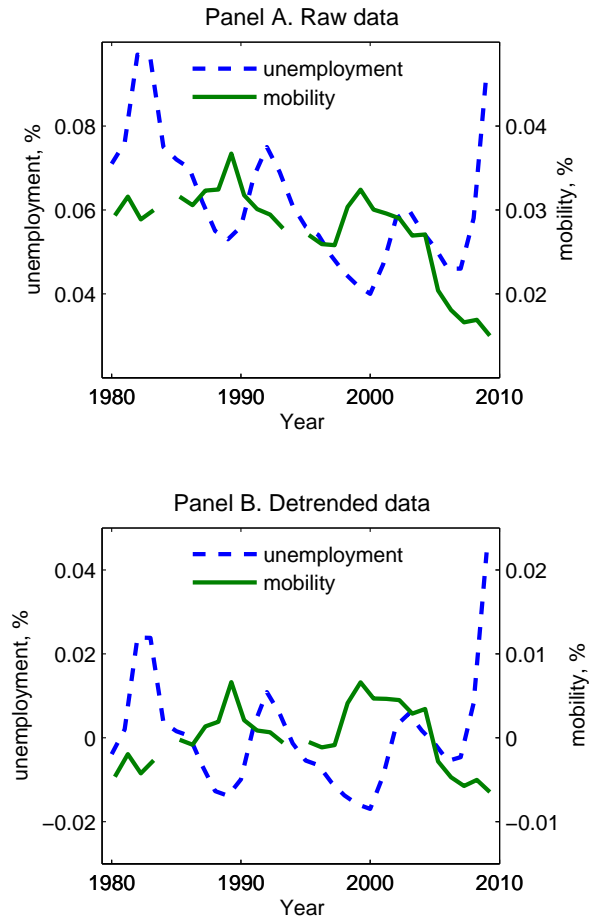 Panel A. Raw data
unemployment
mobility
0.08
0.06
0.04
0.04
0.03
0.02
unemployment, %
mobility, %
1980 1990 2000 2010
Year
Panel B. Detrended data
unemployment
mobility
0.04
0.02
0
−0.02
0.02
0.01
0
−0.01
unemployment, %
mobility, %
1980 1990 2000 2010
Year